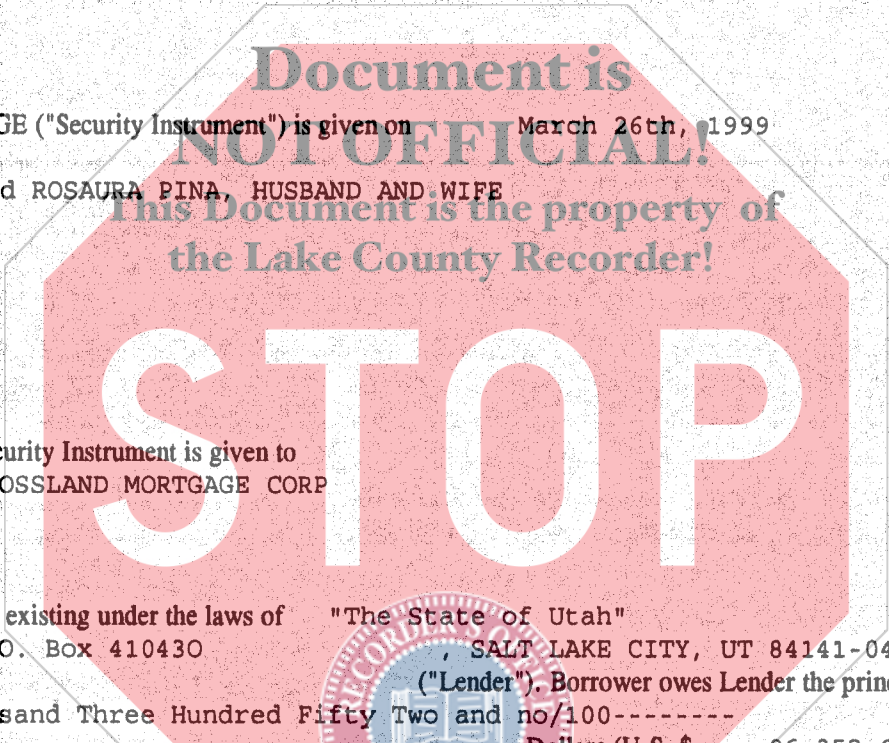 Document is
GE ("Security Instrument") is given on March 26th, 1999
NOT OFFICIAL!
d ROSAURA PINA, HUSBAND AND WIFE
This Document is the property of
the Lake County Recorder!
STOP
curity Instrument is given to
OSSLAND MORTGAGE CORP
existing under the laws of "The State of Utah"
O. Box 410430 , SALT LAKE CITY, UT 84141-04
RECORDER'S OFFICE
("Lender"). Borrower owes Lender the princ
sand Three Hundred Fifty Two and no/100--------
Dollars (U.S. $